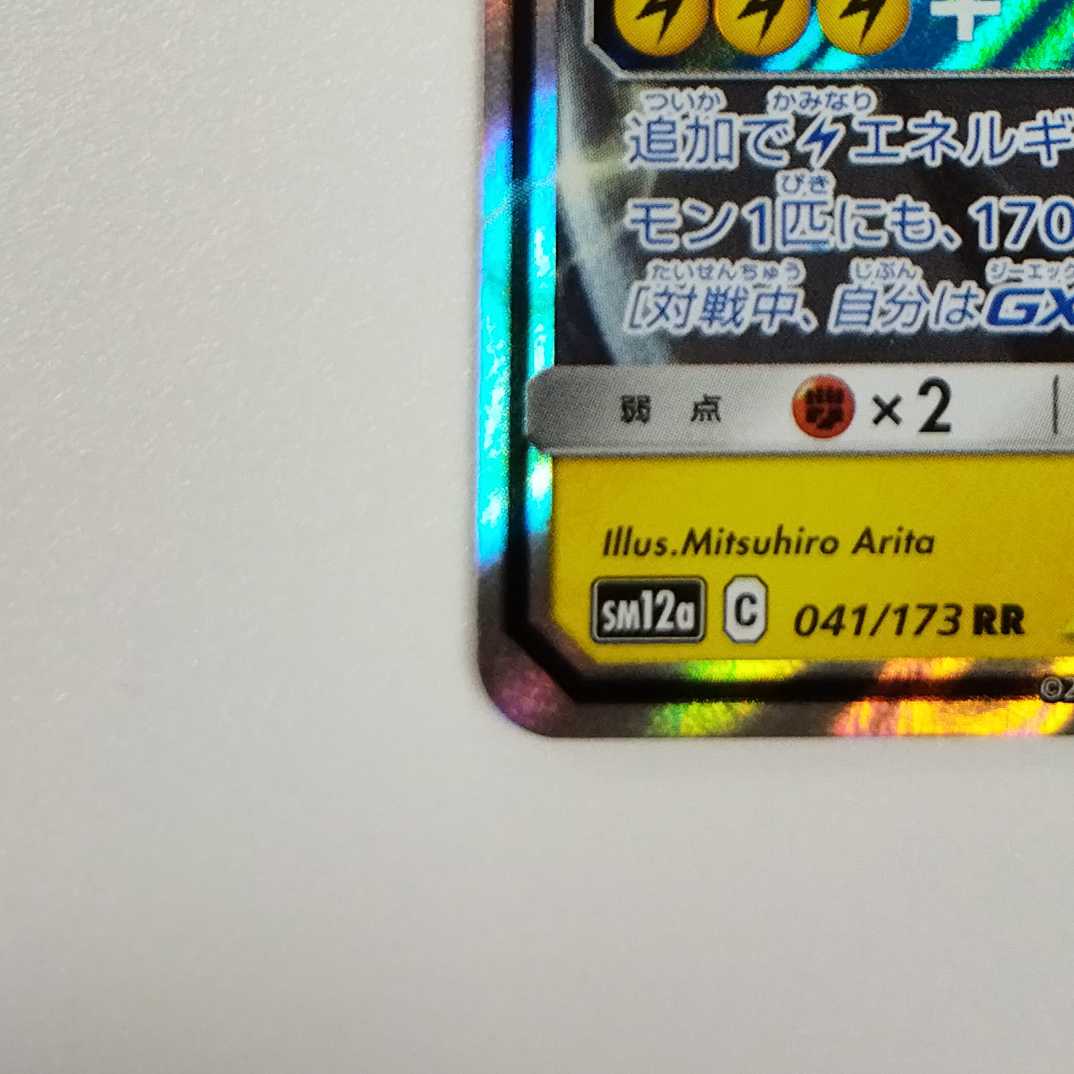 +
ついか かみなり
追加でエネルギ
びき
モン1匹にも、170
たいせんちゅう じぶん ジーエック
[対戦中、自分はGX
弱点 ×2
Illus.Mitsuhiro Arita
SM12a C 041/173 RR
©